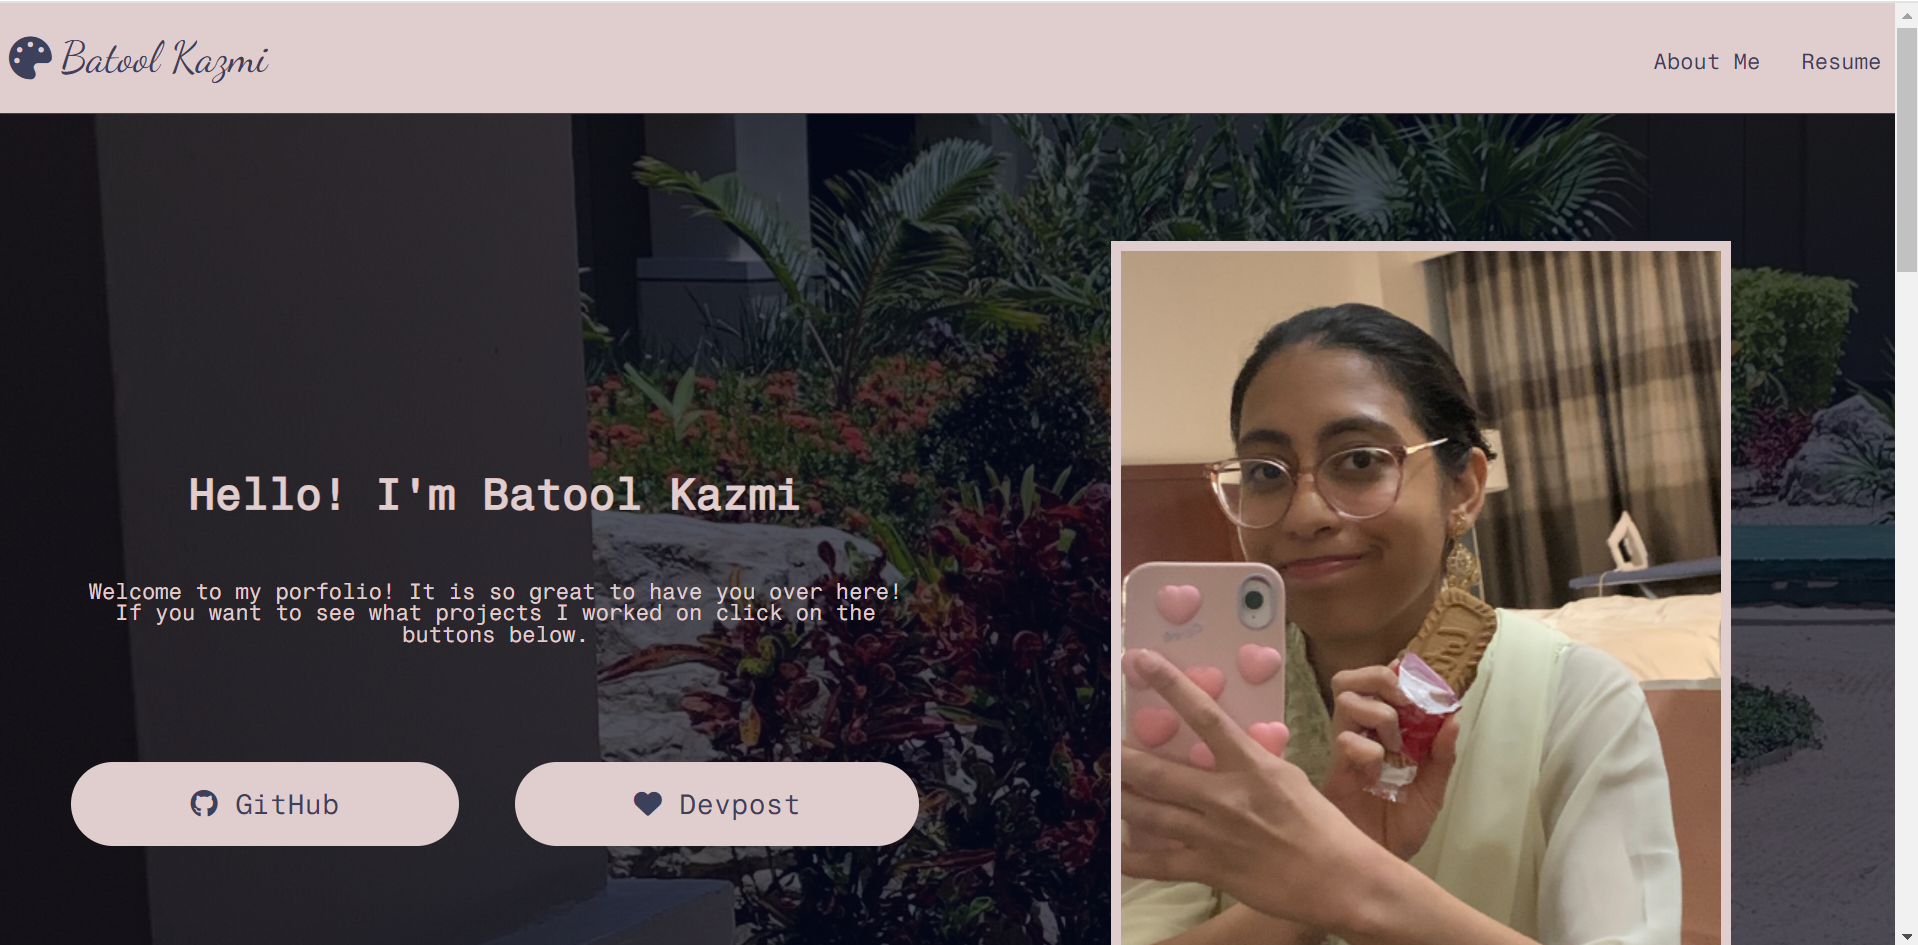 Batool Kazmi
About Me
Resume
Hello! I'm Batool Kazmi
Welcome to my porfolio! It is so great to have you over here!
If you want to see what projects I worked on click on the
buttons below.
GitHub
Devpost